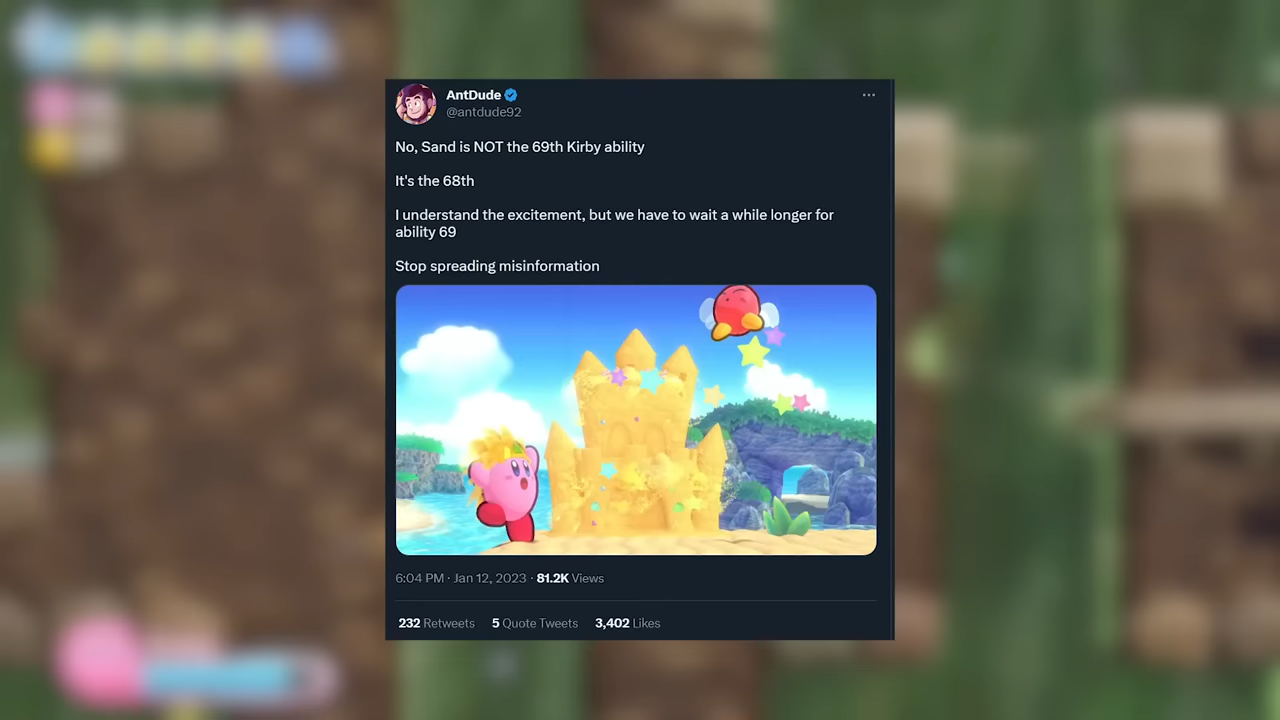 AntDude
@antdude92
No, Sand is NOT the 69th Kirby ability
It's the 68th
I understand the excitement, but we have to wait a while longer for
ability 69
Stop spreading misinformation
6:04 PM · Jan 12, 2023 · 81.2K Views
232 Retweets 5 Quote Tweets 3,402 Likes